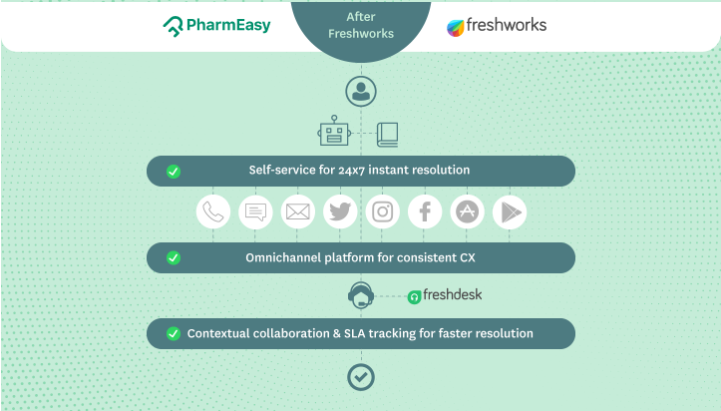 PharmEasy
After
Freshworks
freshworks
Self-service for 24x7 instant resolution
Omnichannel platform for consistent CX
freshdesk
Contextual collaboration & SLA tracking for faster resolution